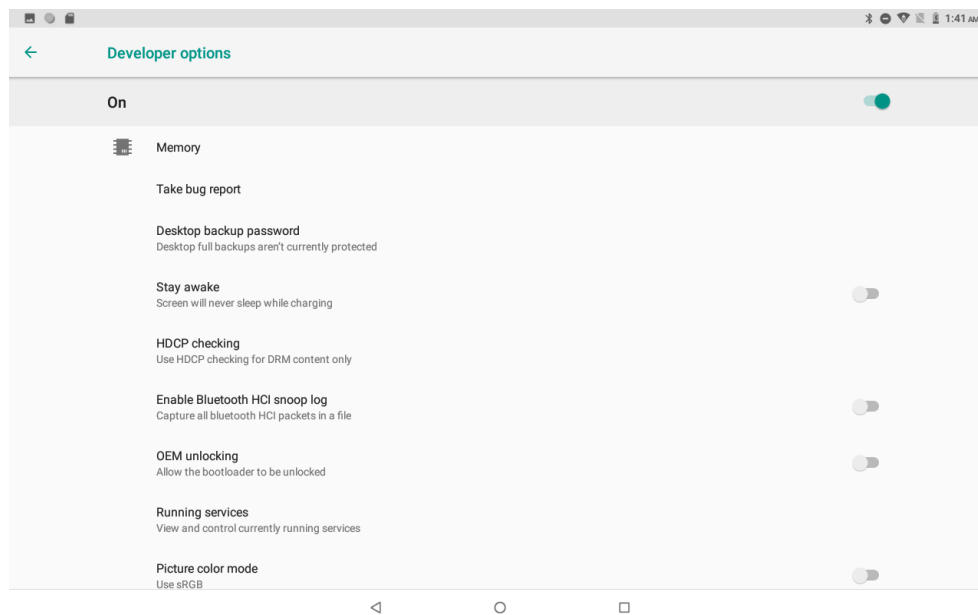 1:41 AM
Developer options
On
Memory
Take bug report
Desktop backup password
Desktop full backups aren't currently protected
Stay awake
Screen will never sleep while charging
HDCP checking
Use HDCP checking for DRM content only
Enable Bluetooth HCI snoop log
Capture all bluetooth HCI packets in a file
OEM unlocking
Allow the bootloader to be unlocked
Running services
View and control currently running services
Picture color mode
Use sRGB